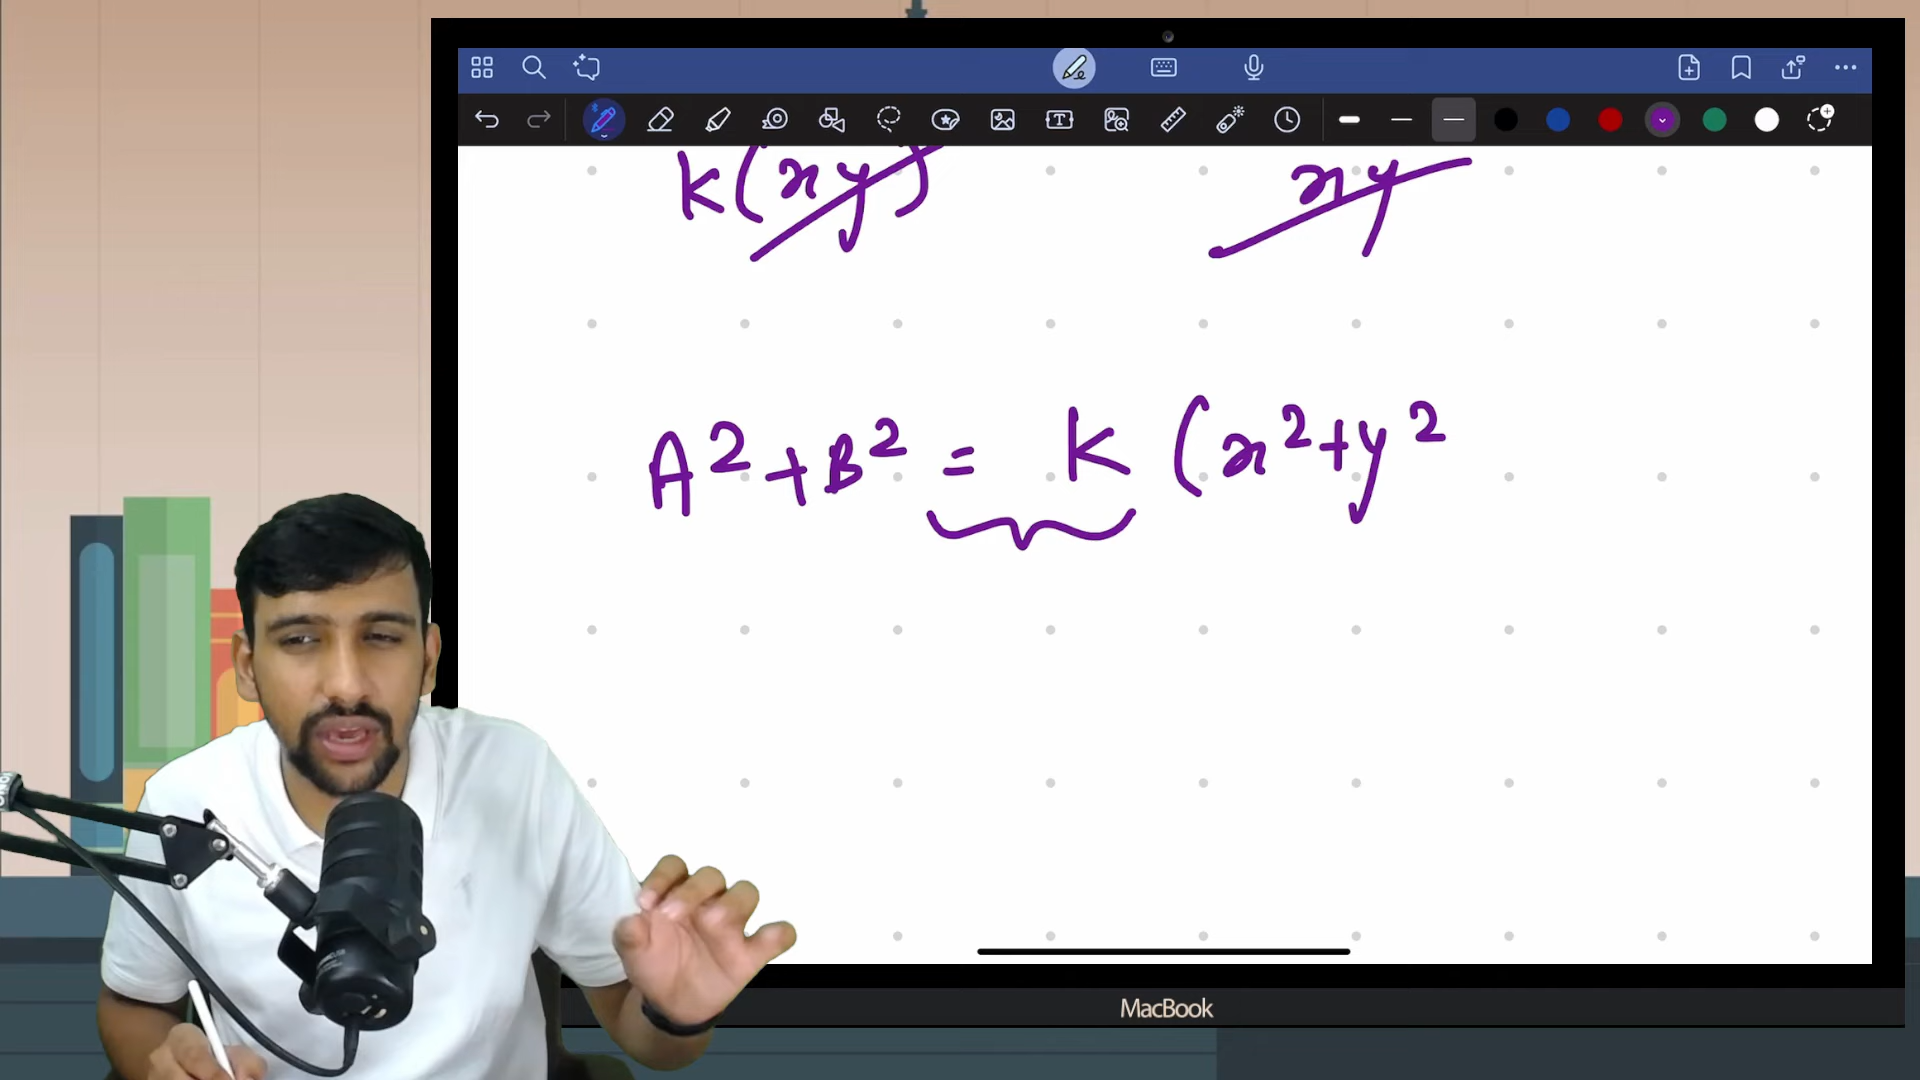 K(xy) xy
A²+B² = K (x²+y²
MacBook